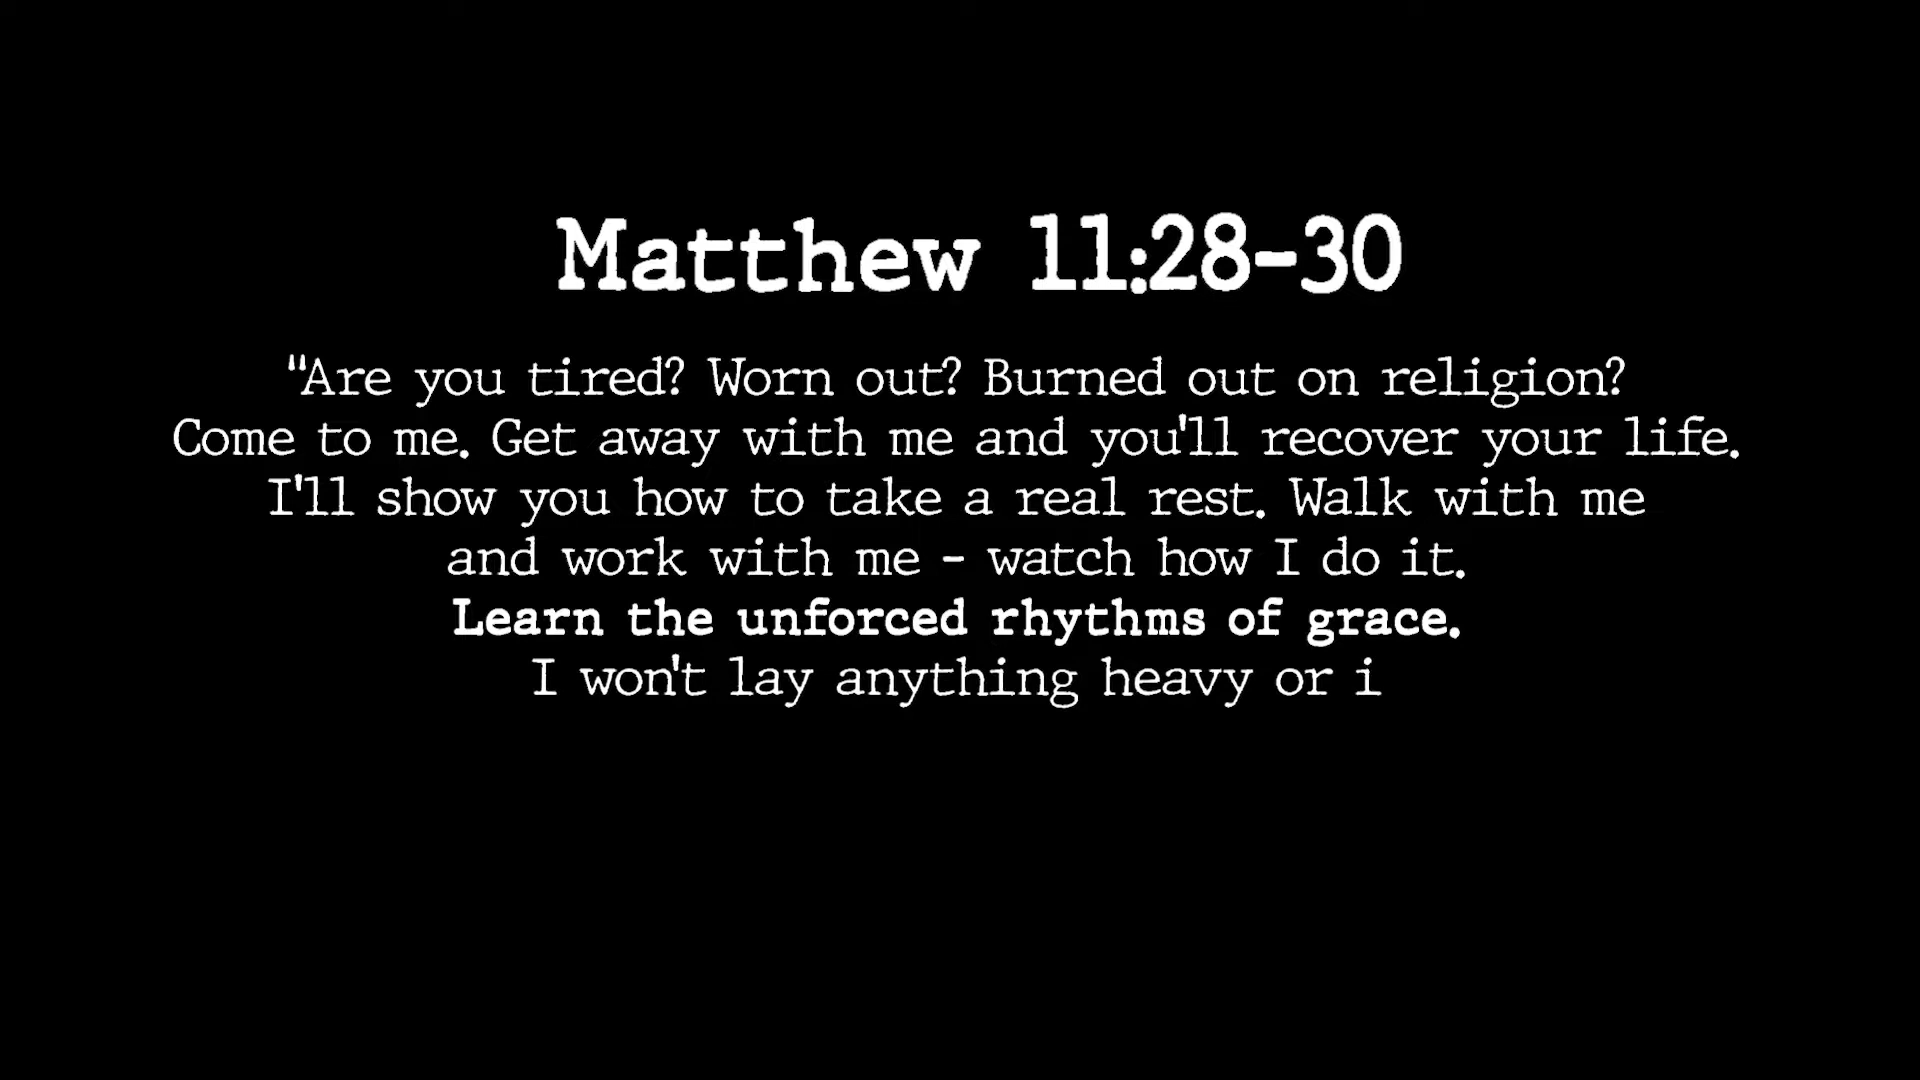 Matthew 11:28-30
"Are you tired? Worn out? Burned out on religion?
Come to me. Get away with me and you'll recover your life.
I'll show you how to take a real rest. Walk with me
and work with me - watch how I do it.
Learn the unforced rhythms of grace.
I won't lay anything heavy or i